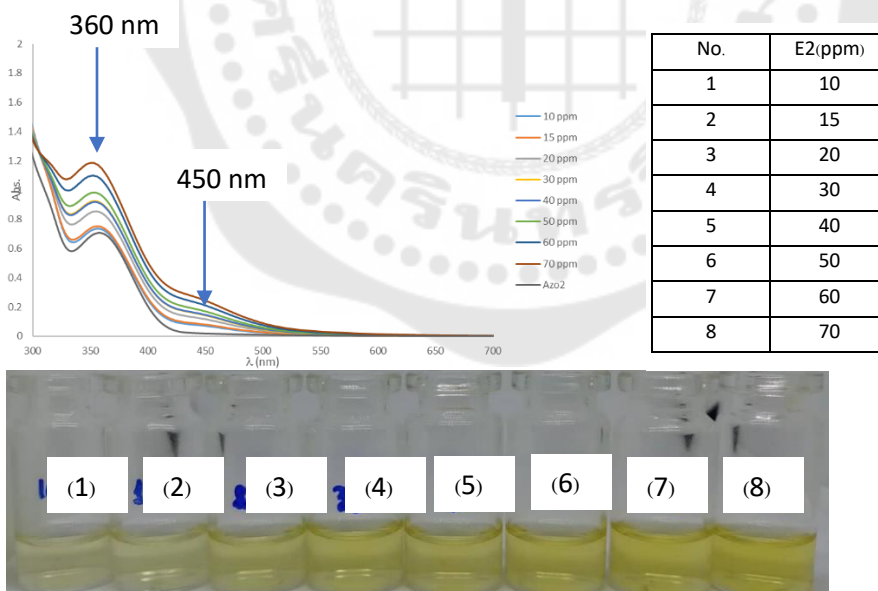 360 nm
450 nm
2
1.8
1.6
1.4
1.2
1
0.8
0.6
0.4
0.2
0
Abs.
300 350 400 450 500 550 600 650 700
λ (nm)
10 ppm
15 ppm
20 ppm
30 ppm
40 ppm
50 ppm
60 ppm
70 ppm
Azo2
No. E2(ppm)
1 10
2 15
3 20
4 30
5 40
6 50
7 60
8 70
(1) (2) (3) (4) (5) (6) (7) (8)